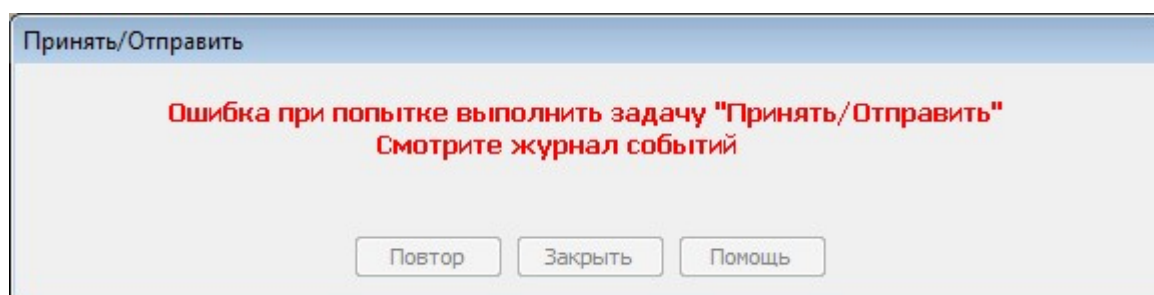 Принять/Отправить
Ошибка при попытке выполнить задачу "Принять/Отправить"
Смотрите журнал событий
Повтор Закрыть Помощь